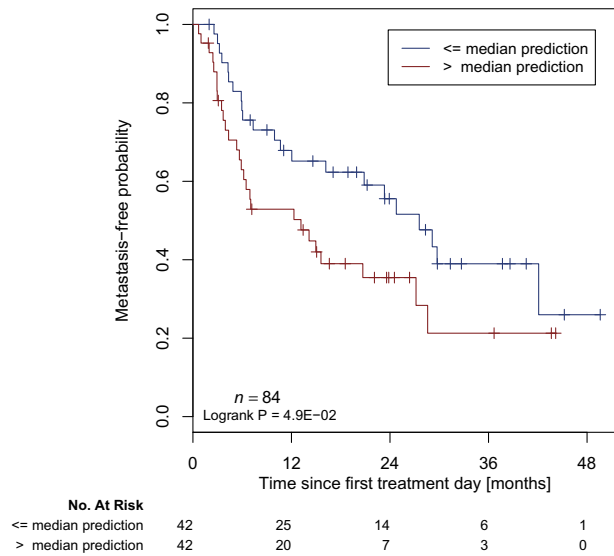 <= median prediction
> median prediction
Metastasis−free probability
1.0
0.8
0.6
0.4
0.2
0.0
n = 84
Logrank P = 4.9E−02
0 12 24 36 48
Time since first treatment day [months]
No. At Risk
<= median prediction 42 25 14 6 1
> median prediction 42 20 7 3 0